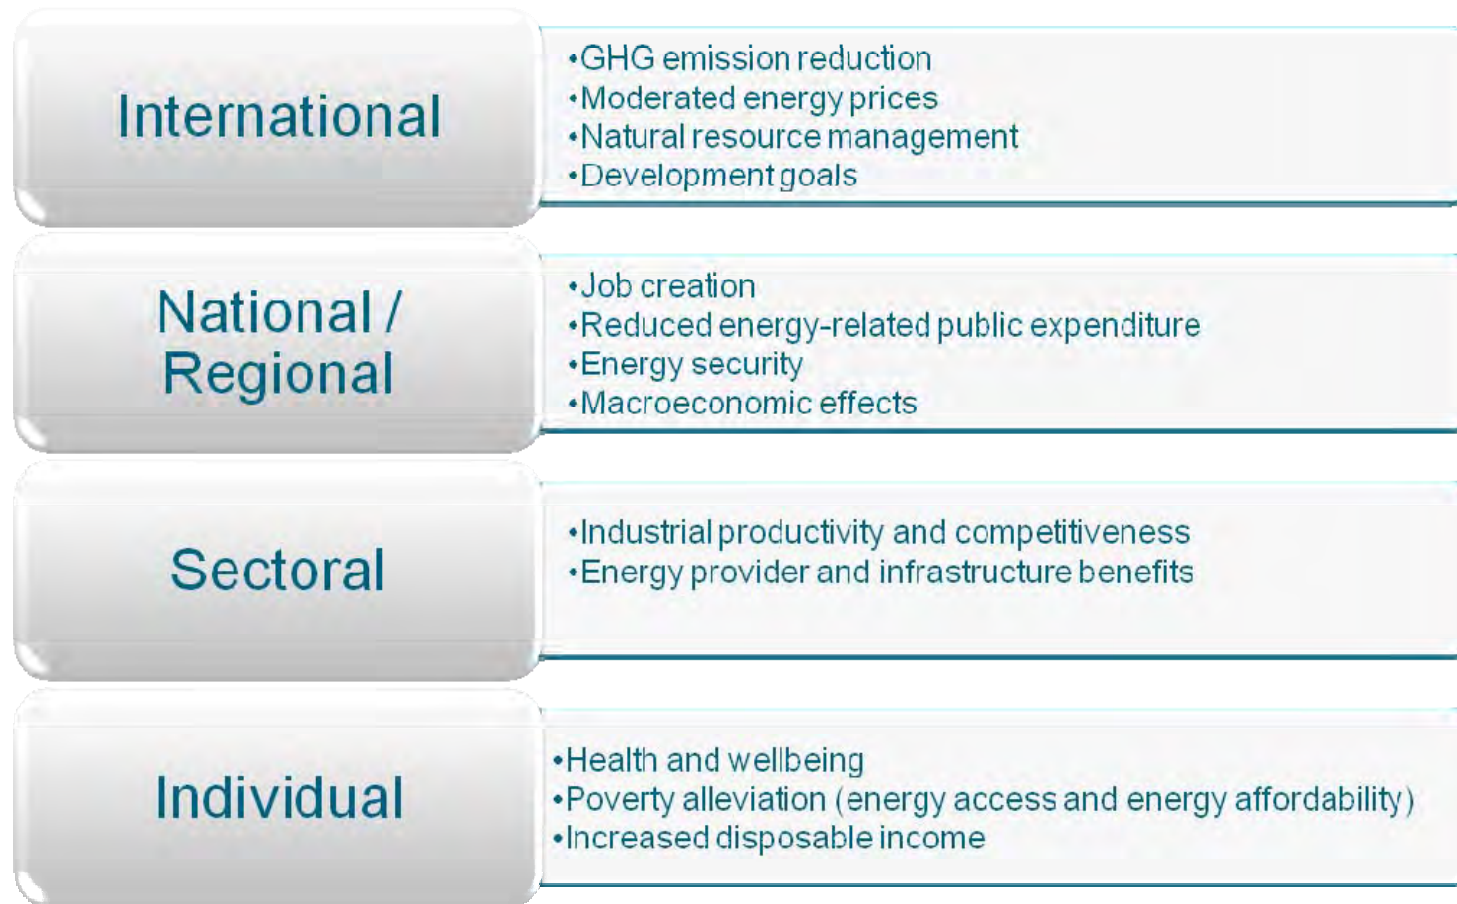 International
•GHG emission reduction
•Moderated energy prices
•Natural resource management
•Development goals
National /
Regional
•Job creation
•Reduced energy-related public expenditure
•Energy security
•Macroeconomic effects
Sectoral
•Industrial productivity and competitiveness
•Energy provider and infrastructure benefits
Individual
•Health and wellbeing
•Poverty alleviation (energy access and energy affordability)
•Increased disposable income